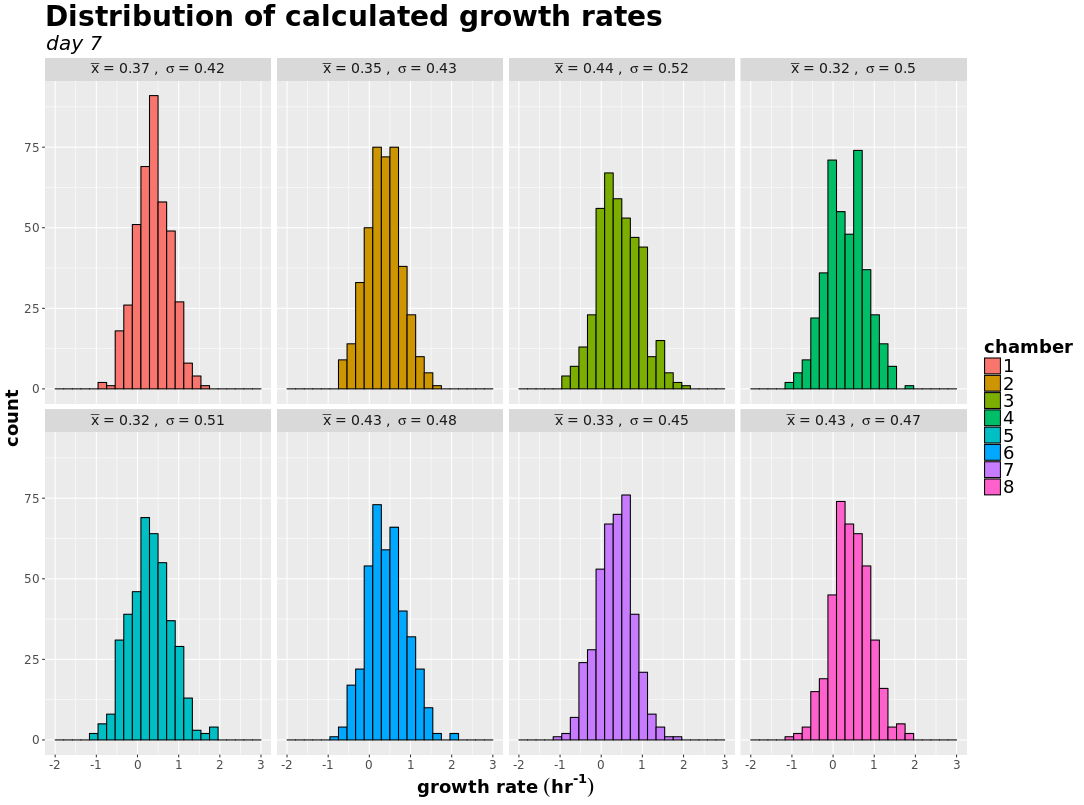 Distribution of calculated growth rates
day 7
x̅ = 0.37 , σ = 0.42
x̅ = 0.35 , σ = 0.43
x̅ = 0.44 , σ = 0.52
x̅ = 0.32 , σ = 0.5
75
50
25
0
x̅ = 0.32 , σ = 0.51
x̅ = 0.43 , σ = 0.48
x̅ = 0.33 , σ = 0.45
x̅ = 0.43 , σ = 0.47
75
50
25
0
-2 -1 0 1 2 3
-2 -1 0 1 2 3
-2 -1 0 1 2 3
-2 -1 0 1 2 3
count
growth rate (hr⁻¹)
chamber
1
2
3
4
5
6
7
8